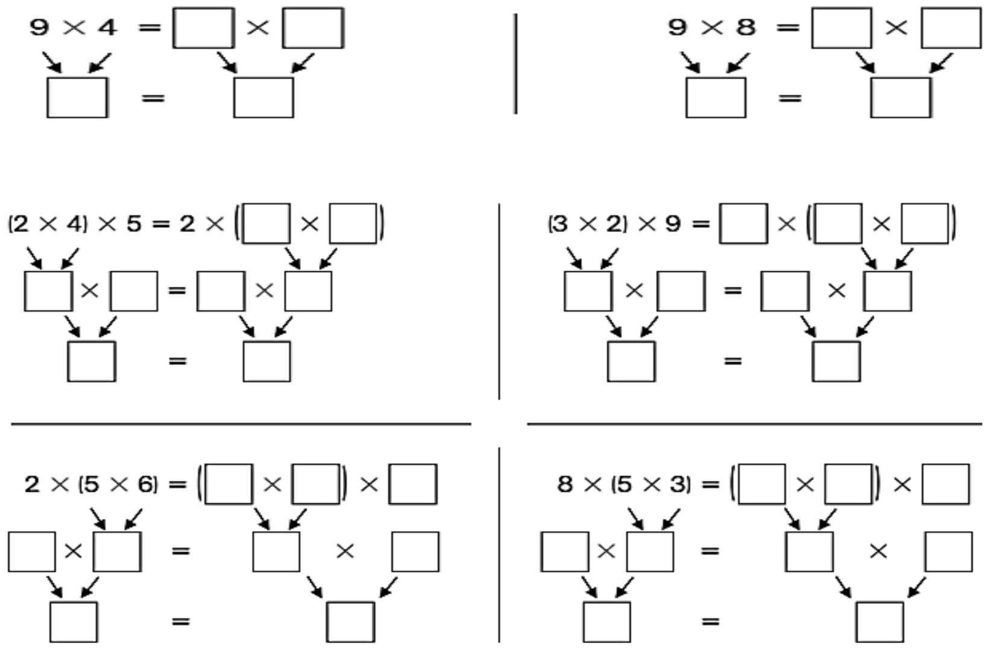 9 × 4 = □ × □
□ = □
9 × 8 = □ × □
□ = □
(2 × 4) × 5 = 2 × (□ × □)
□ × □ = □ × □
□ = □
(3 × 2) × 9 = □ × (□ × □)
□ × □ = □ × □
□ = □
2 × (5 × 6) = (□ × □) × □
□ × □ = □ × □
□ = □
8 × (5 × 3) = (□ × □) × □
□ × □ = □ × □
□ = □